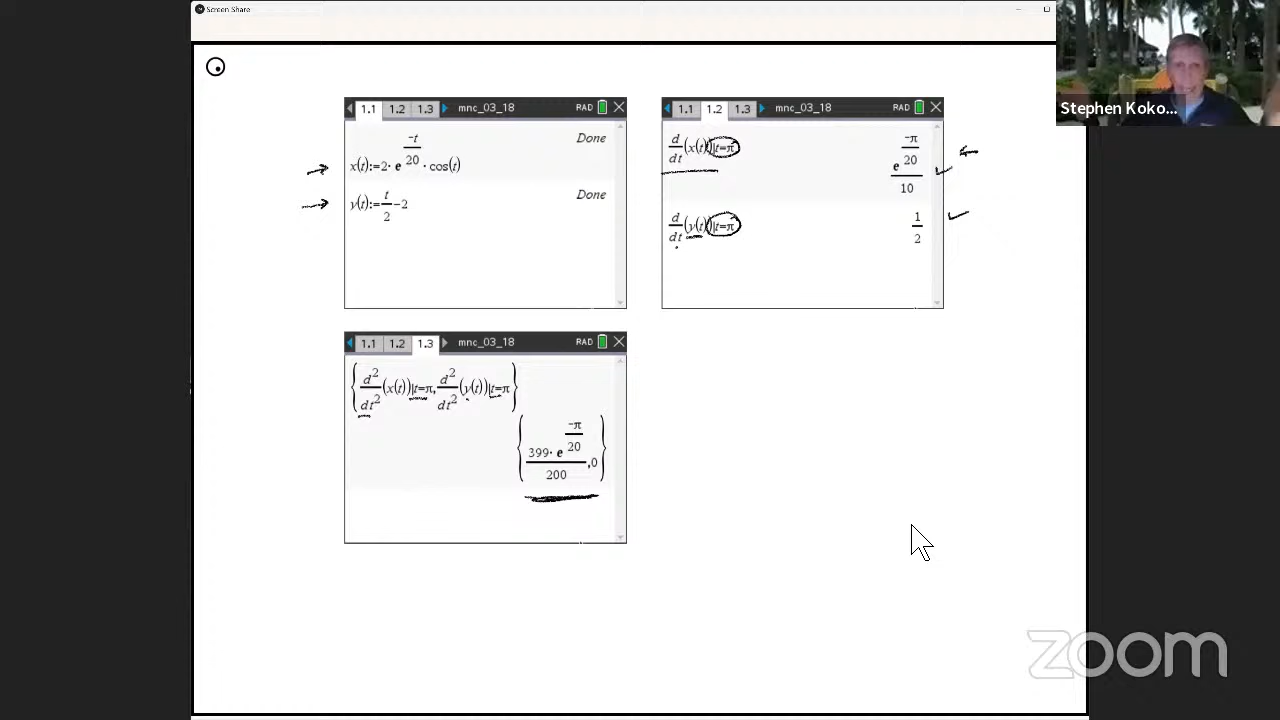 Screen Share
Stephen Koko...
1.1 1.2 1.3 mnc_03_18 RAD
x(t):=2·e^(-t/20)·cos(t) Done
y(t):=t/2-2 Done
1.1 1.2 1.3 mnc_03_18 RAD
d/dt(x(t))|t=π e^(-π/20)/10
d/dt(y(t))|t=π 1/2
1.1 1.2 1.3 mnc_03_18 RAD
{d²/dt²(x(t))|t=π,d²/dt²(y(t))|t=π}
{399·e^(-π/20)/200,0}
zoom